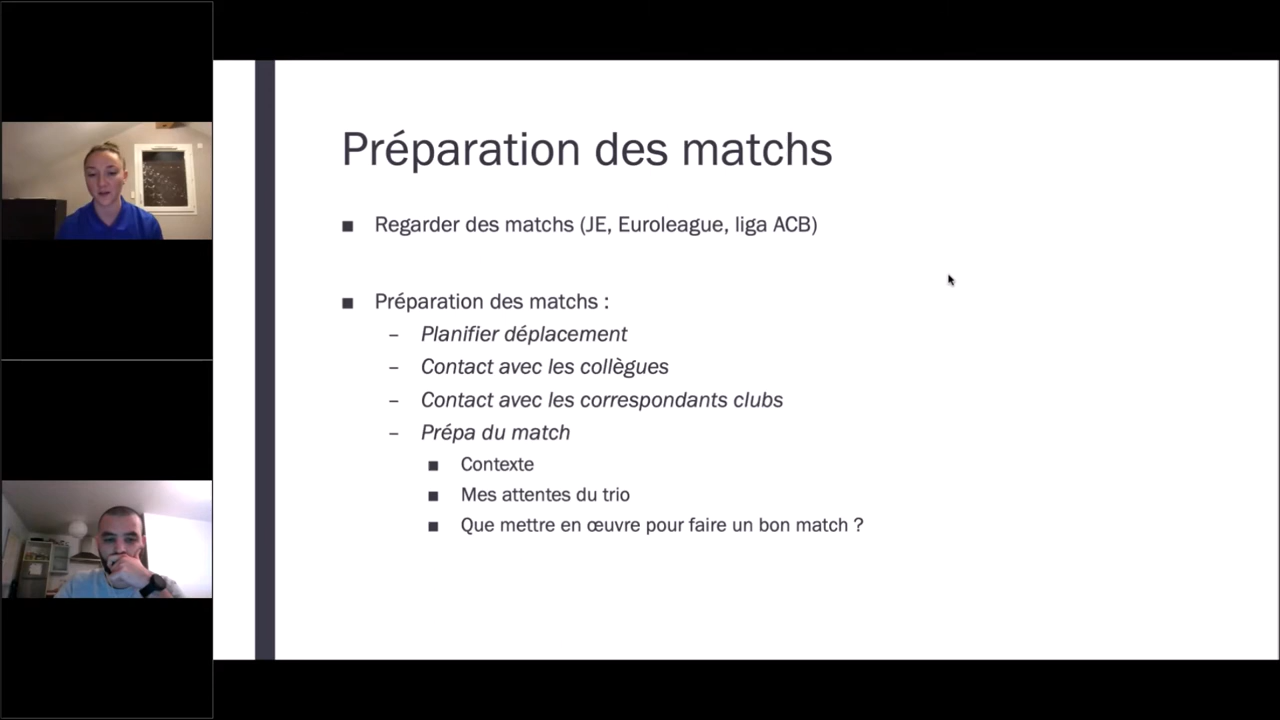 Préparation des matchs
■ Regarder des matchs (JE, Euroleague, liga ACB)
■ Préparation des matchs :
– Planifier déplacement
– Contact avec les collègues
– Contact avec les correspondants clubs
– Prépa du match
■ Contexte
■ Mes attentes du trio
■ Que mettre en œuvre pour faire un bon match ?